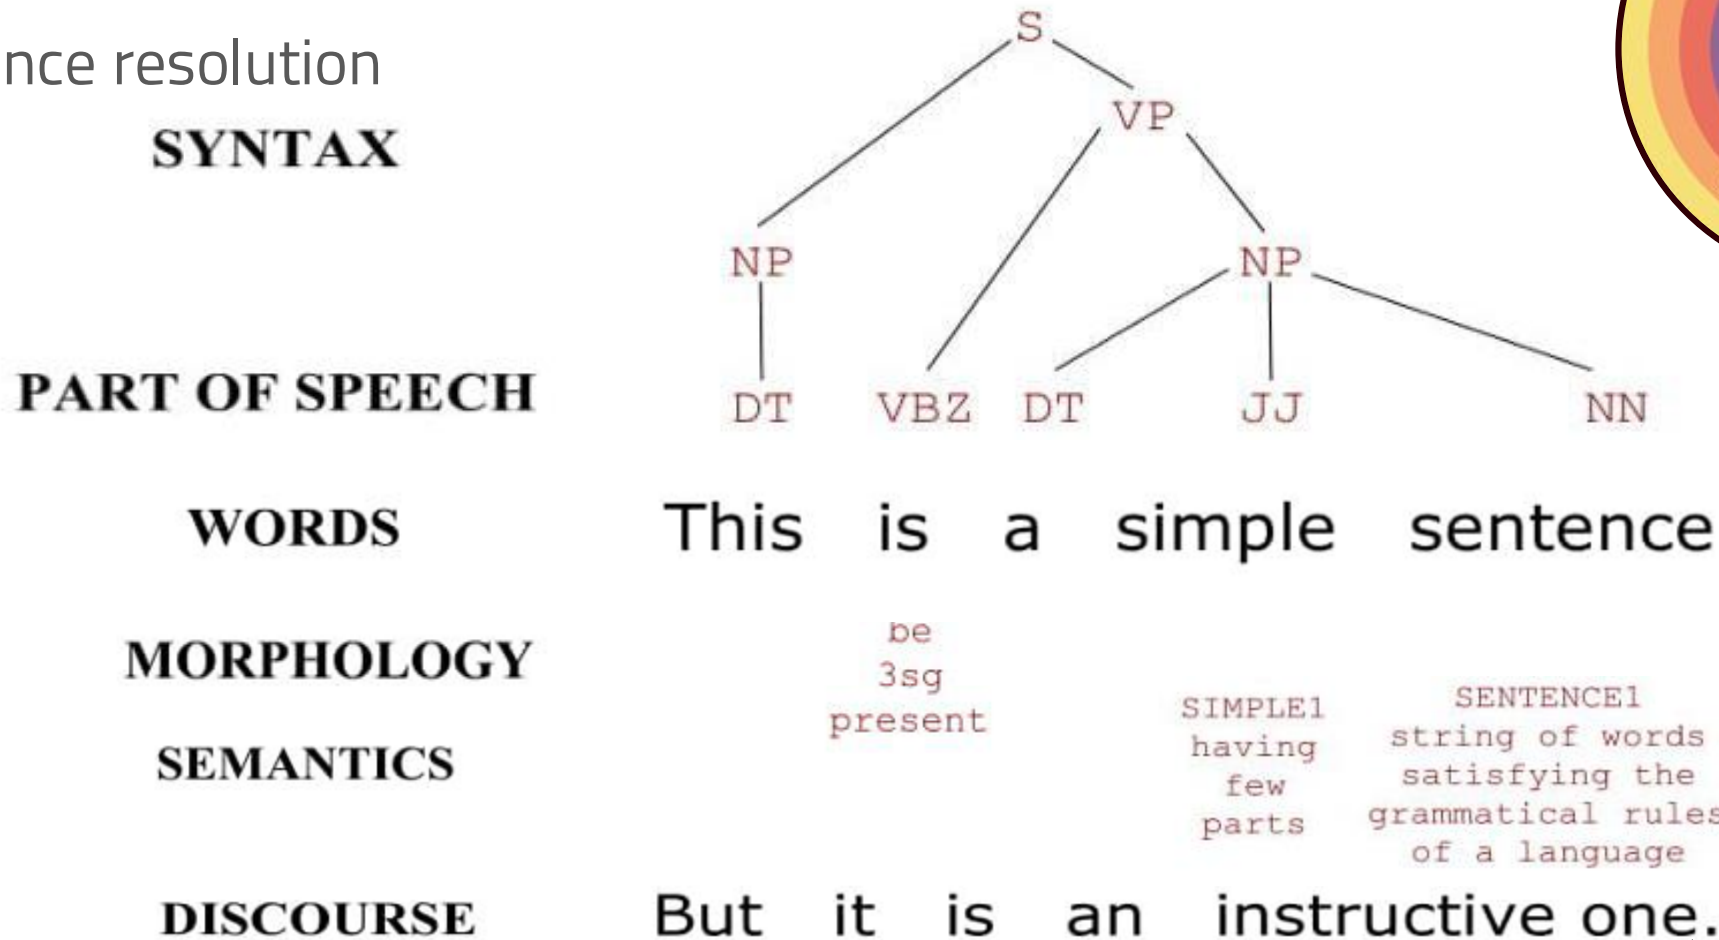 nce resolution
S
SYNTAX
VP
NP NP
PART OF SPEECH DT VBZ DT JJ NN
WORDS This is a simple sentence
be
MORPHOLOGY
3sg
present
SIMPLE1
having
few
parts
SENTENCE1
string of words
satisfying the
grammatical rules
of a language
SEMANTICS
DISCOURSE But it is an instructive one.